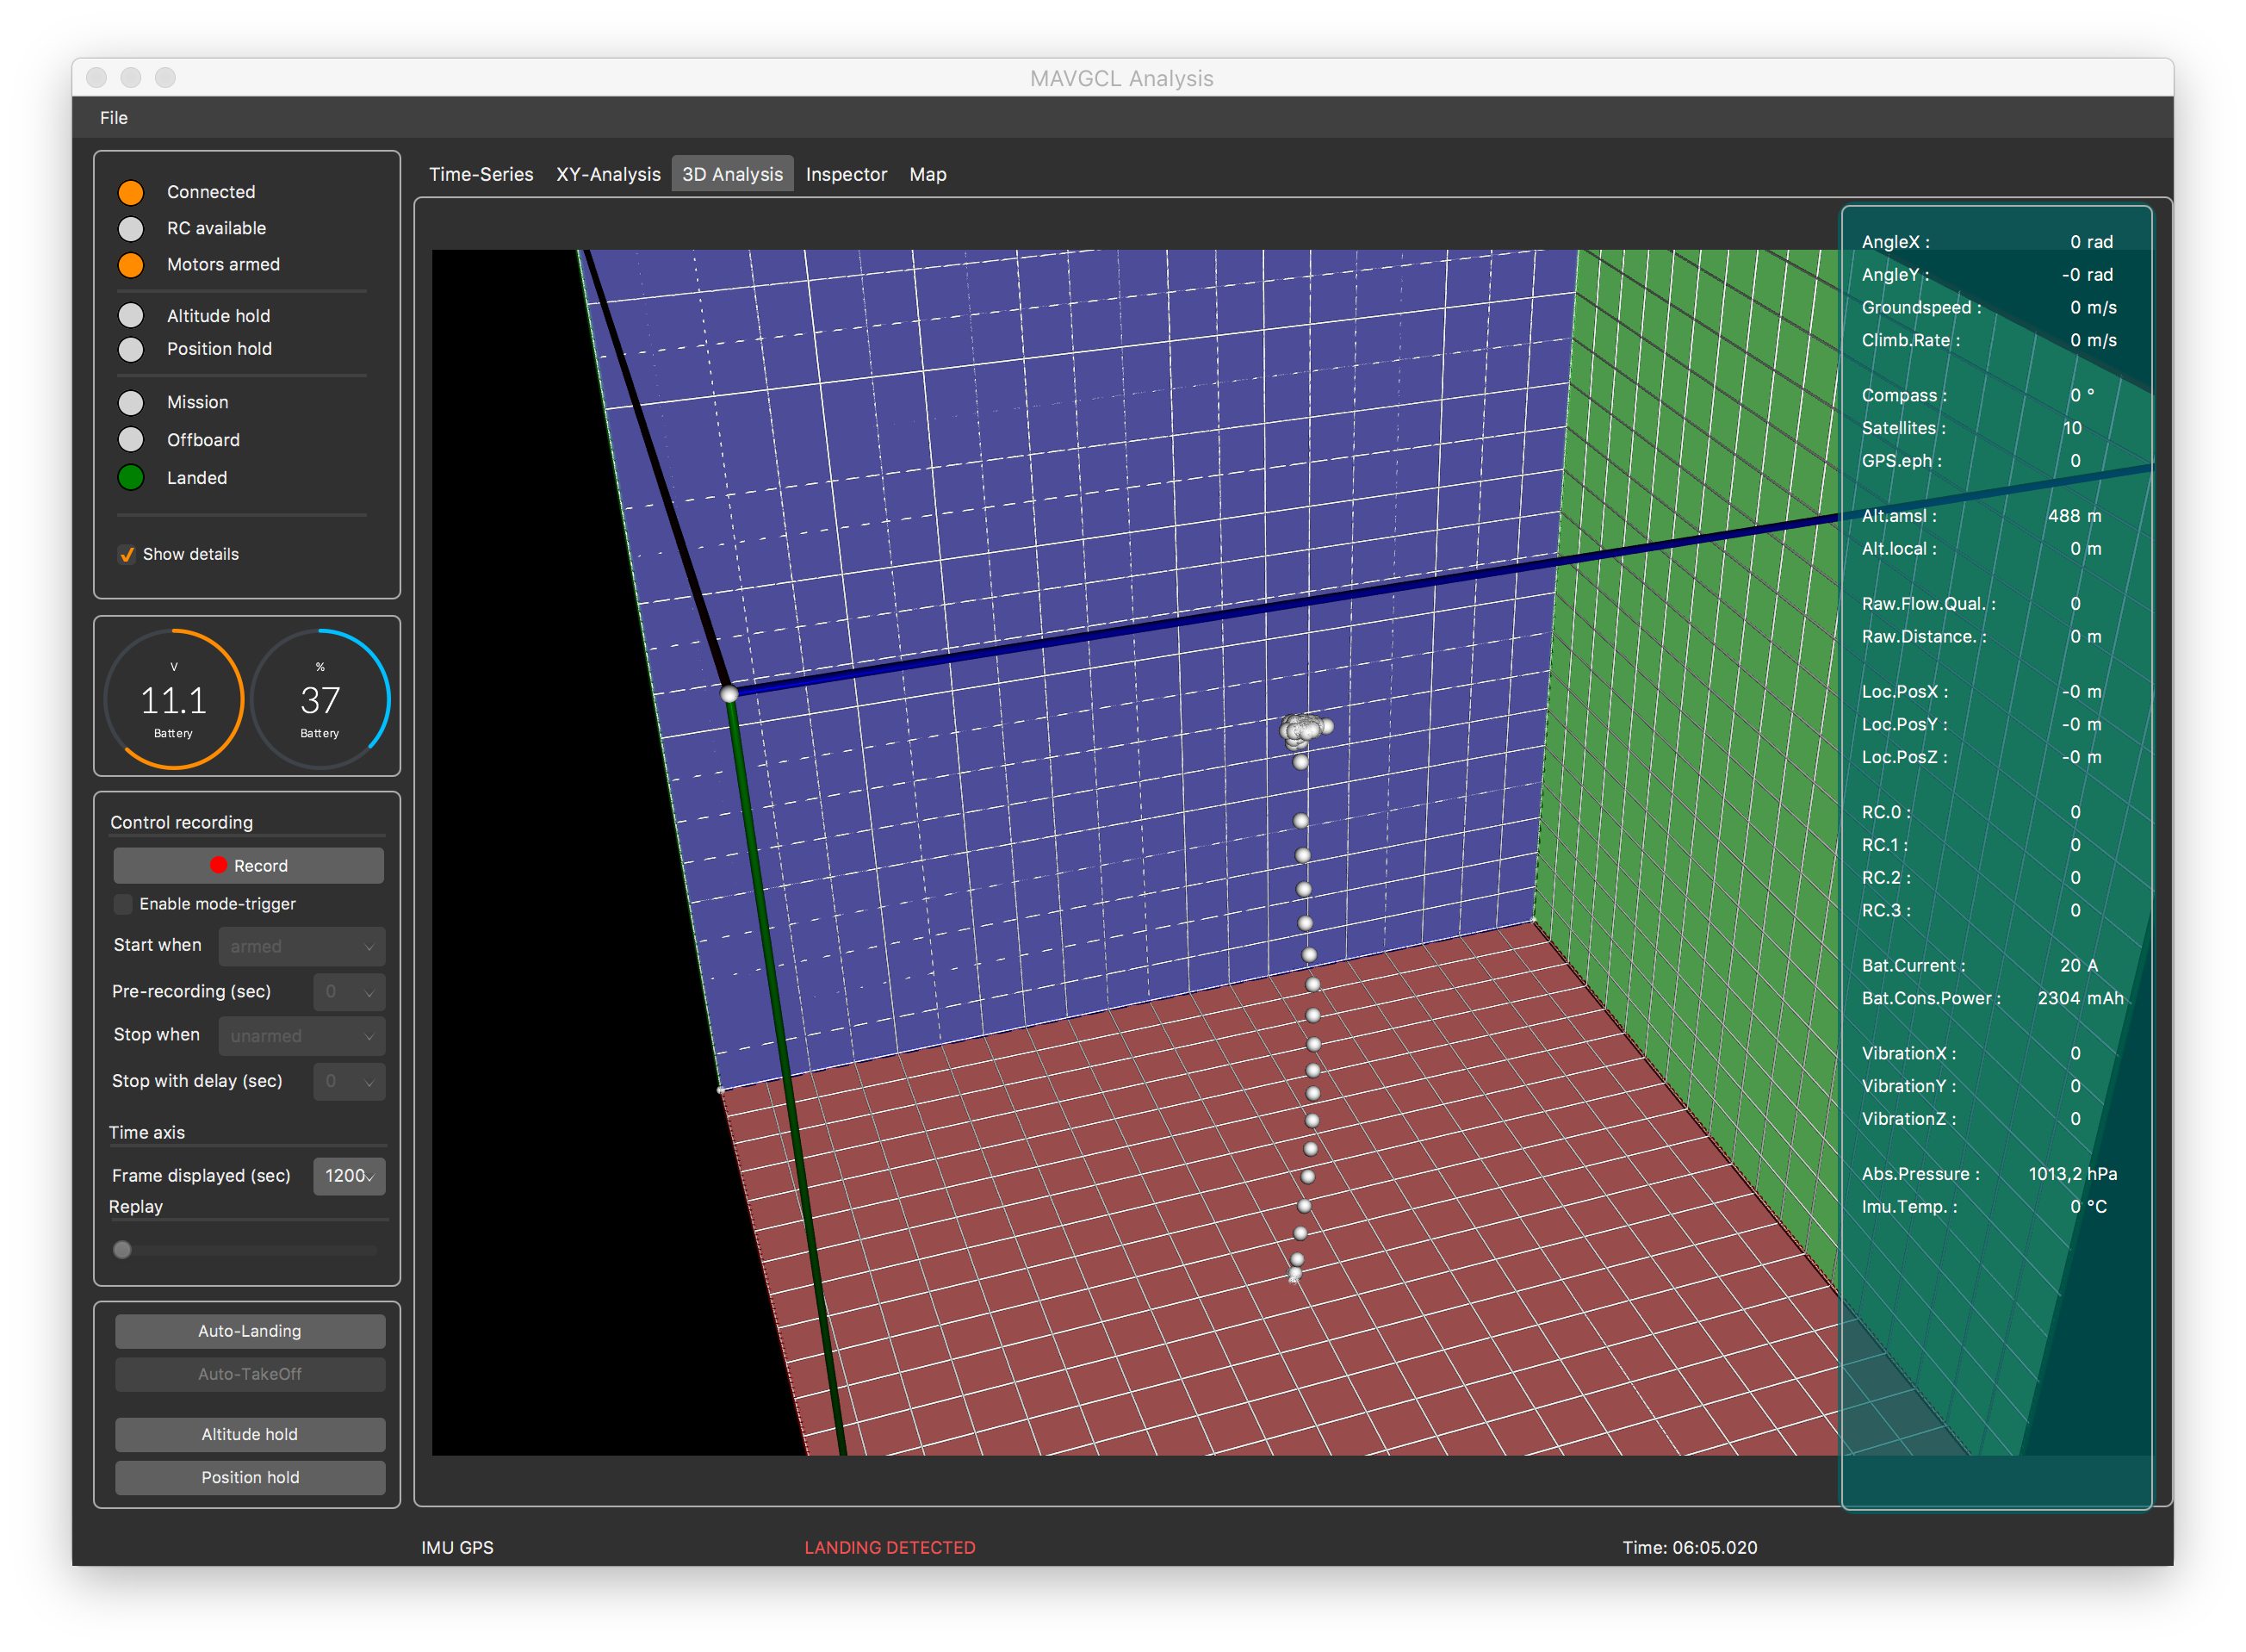 MAVGCL Analysis
File
Connected
RC available
Motors armed
Altitude hold
Position hold
Mission
Offboard
Landed
Show details
V
11.1
Battery
%
37
Battery
Control recording
Record
Enable mode-trigger
Start when armed
Pre-recording (sec) 0
Stop when unarmed
Stop with delay (sec) 0
Time axis
Frame displayed (sec) 1200
Replay
Auto-Landing
Auto-TakeOff
Altitude hold
Position hold
Time-Series XY-Analysis 3D Analysis Inspector Map
AngleX : 0 rad
AngleY : -0 rad
Groundspeed : 0 m/s
Climb.Rate : 0 m/s
Compass : 0 °
Satellites : 10
GPS.eph : 0
Alt.amsl : 488 m
Alt.local : 0 m
Raw.Flow.Qual. : 0
Raw.Distance. : 0 m
Loc.PosX : -0 m
Loc.PosY : -0 m
Loc.PosZ : -0 m
RC.0 : 0
RC.1 : 0
RC.2 : 0
RC.3 : 0
Bat.Current : 20 A
Bat.Cons.Power : 2304 mAh
VibrationX : 0
VibrationY : 0
VibrationZ : 0
Abs.Pressure : 1013,2 hPa
Imu.Temp. : 0 °C
IMU GPS
LANDING DETECTED
Time: 06:05.020